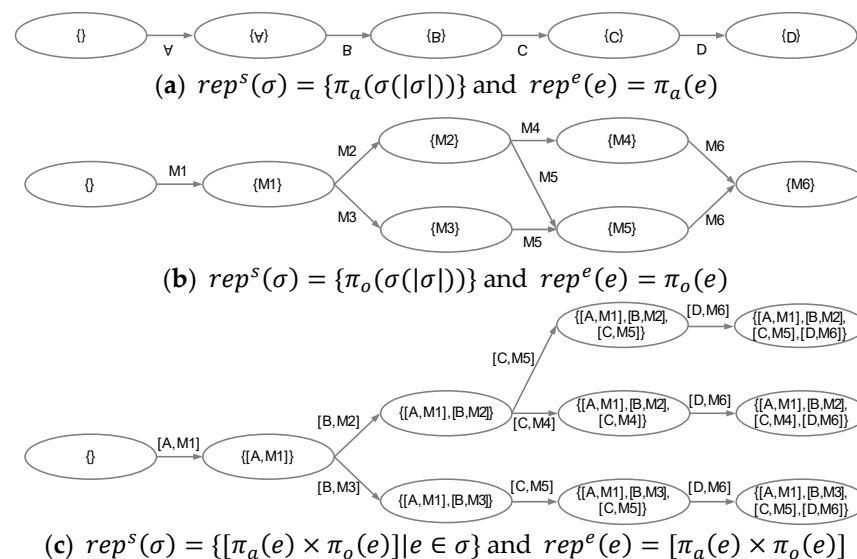 {} {∀} {B} {C} {D}
∀ B C D
(a) rep^s(σ) = {π_a(σ(|σ|))} and rep^e(e) = π_a(e)
M4
{M2} {M4}
M2 M6
M1 M5
{} {M1} {M6}
M3 M6
{M3} {M5}
M5
(b) rep^s(σ) = {π_o(σ(|σ|))} and rep^e(e) = π_o(e)
{[A,M1],[B,M2],
[C,M5]}
[D,M6]
{[A,M1],[B,M2],
[C,M5],[D,M6]}
[C,M5]
[B,M2]
{[A,M1],[B,M2]}
[C,M4]
{[A,M1],[B,M2],
[C,M4]}
[D,M6]
{[A,M1],[B,M2],
[C,M4],[D,M6]}
{}
[A,M1]
{[A,M1]}
[B,M3]
{[A,M1],[B,M3]}
[C,M5]
{[A,M1],[B,M3],
[C,M5]}
[D,M6]
{[A,M1],[B,M3],
[C,M5],[D,M6]}
(c) rep^s(σ) = {[π_a(e) × π_o(e)]|e ∈ σ} and rep^e(e) = [π_a(e) × π_o(e)]